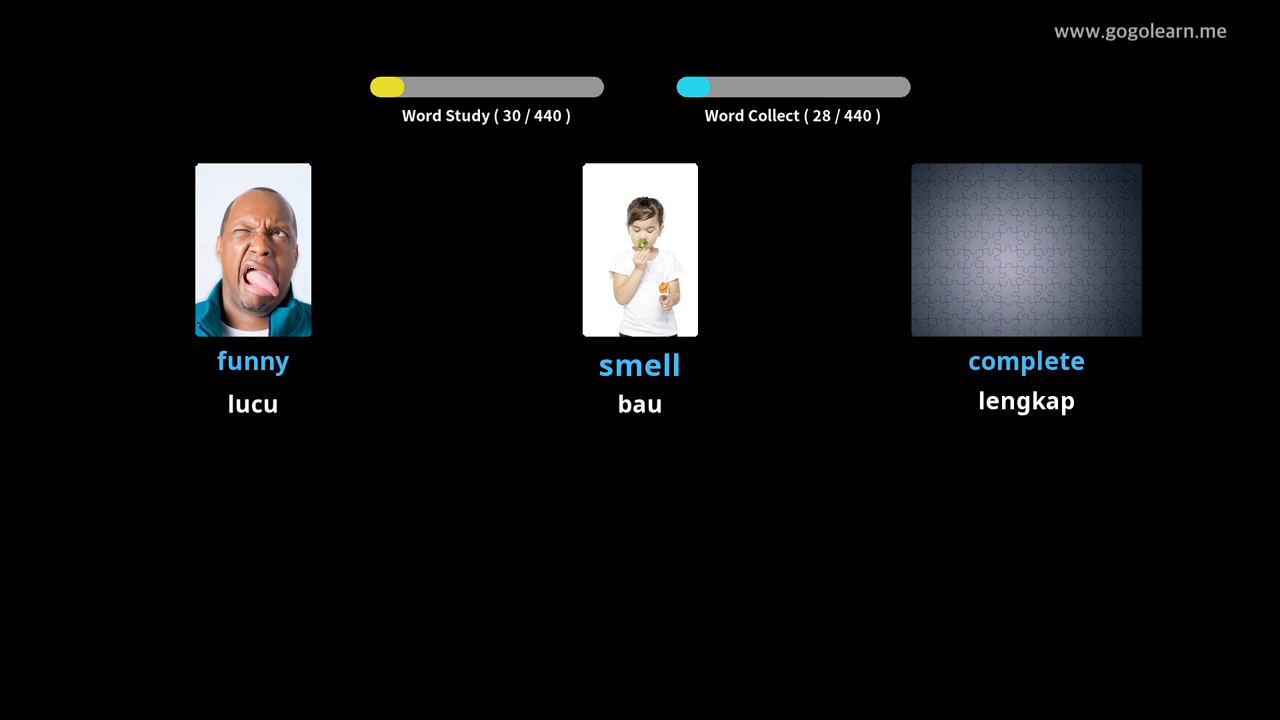 www.gogolearn.me
Word Study ( 30 / 440 )
Word Collect ( 28 / 440 )
funny
smell
complete
lucu
bau
lengkap